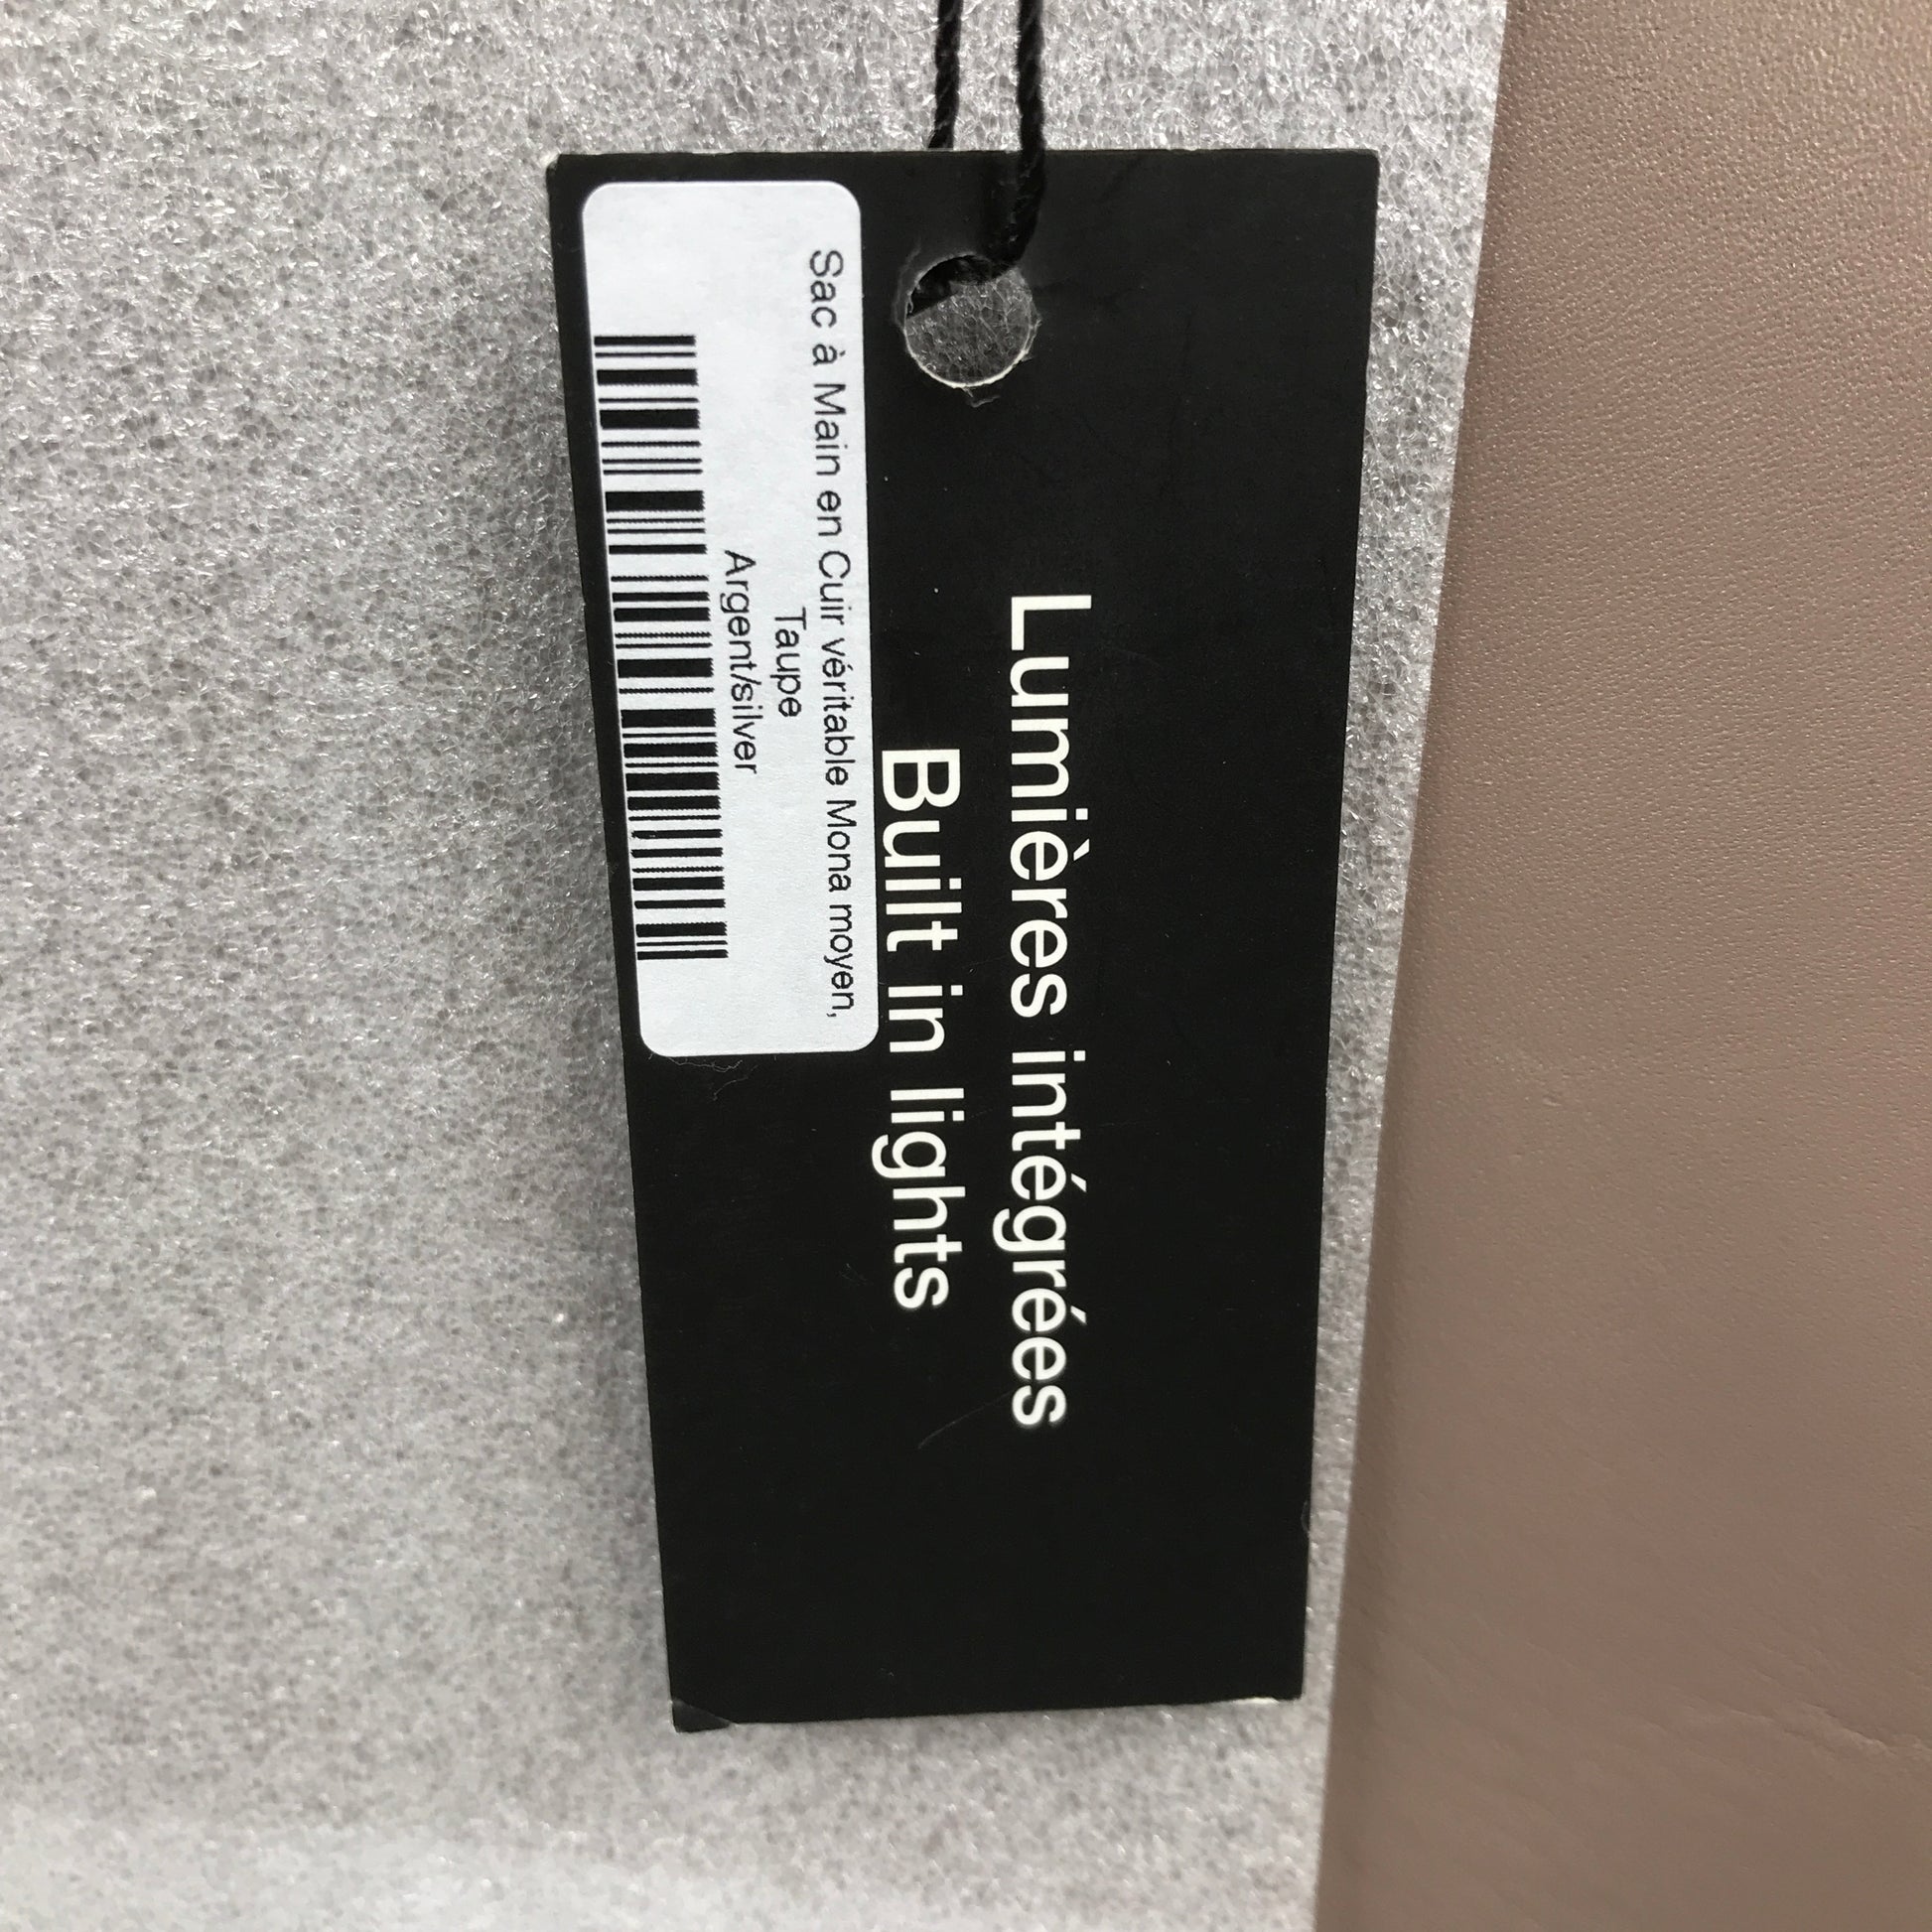 Lumières intégrées
Built in lights
Sac à Main en Cuir véritable Mona moyen,
Taupe
Argent/silver